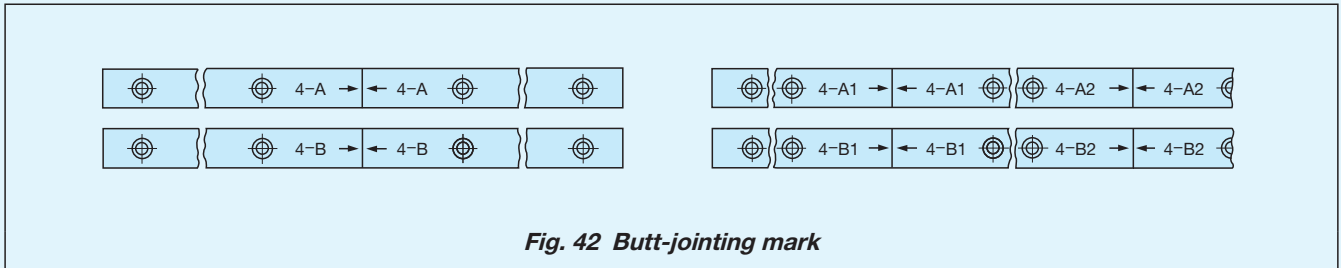 4-A → ← 4-A
4-B → ← 4-B
4-A1 → ← 4-A1 4-A2 → ← 4-A2
4-B1 → ← 4-B1 4-B2 → ← 4-B2
Fig. 42 Butt-jointing mark